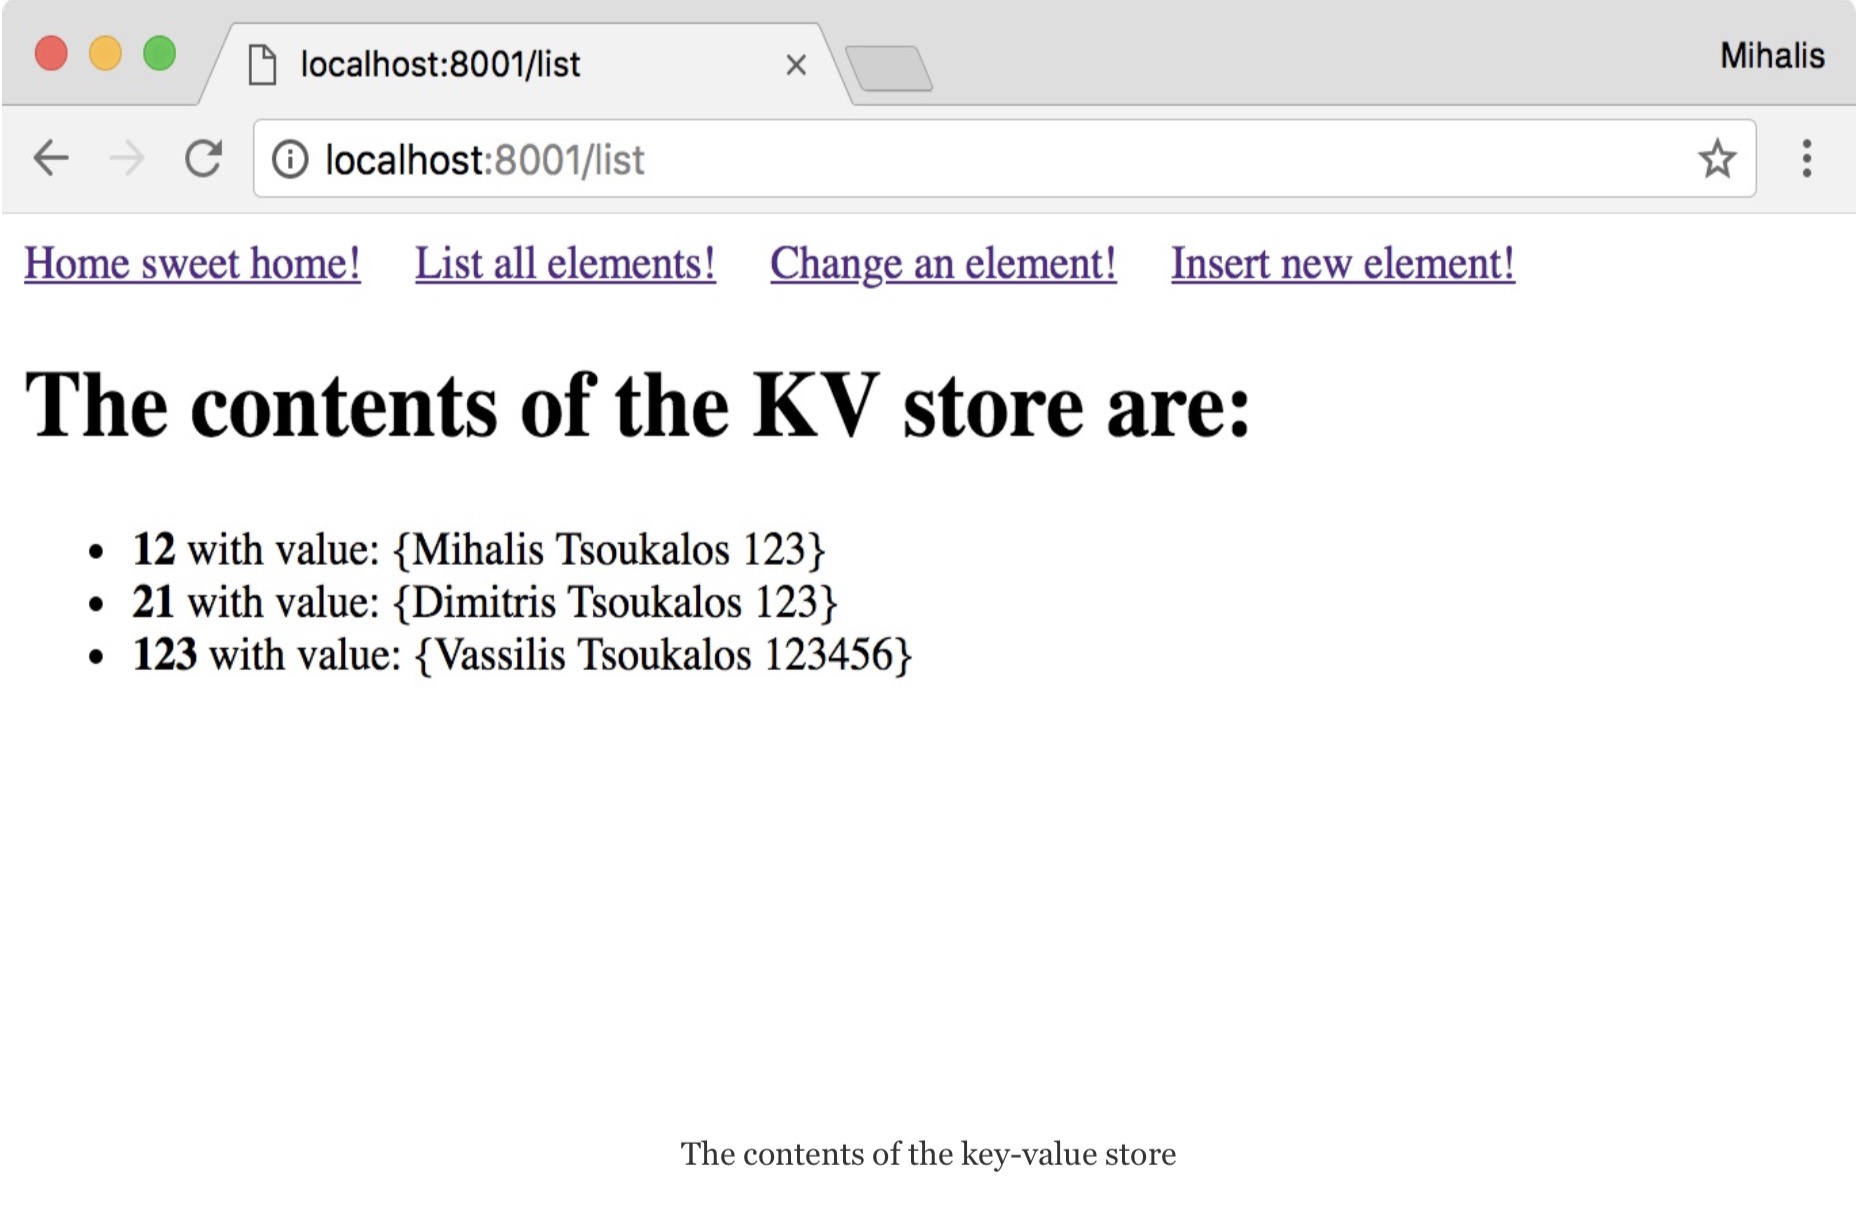 localhost:8001/list
Mihalis
localhost:8001/list
Home sweet home! List all elements! Change an element! Insert new element!
The contents of the KV store are:
• 12 with value: {Mihalis Tsoukalos 123}
• 21 with value: {Dimitris Tsoukalos 123}
• 123 with value: {Vassilis Tsoukalos 123456}
The contents of the key-value store